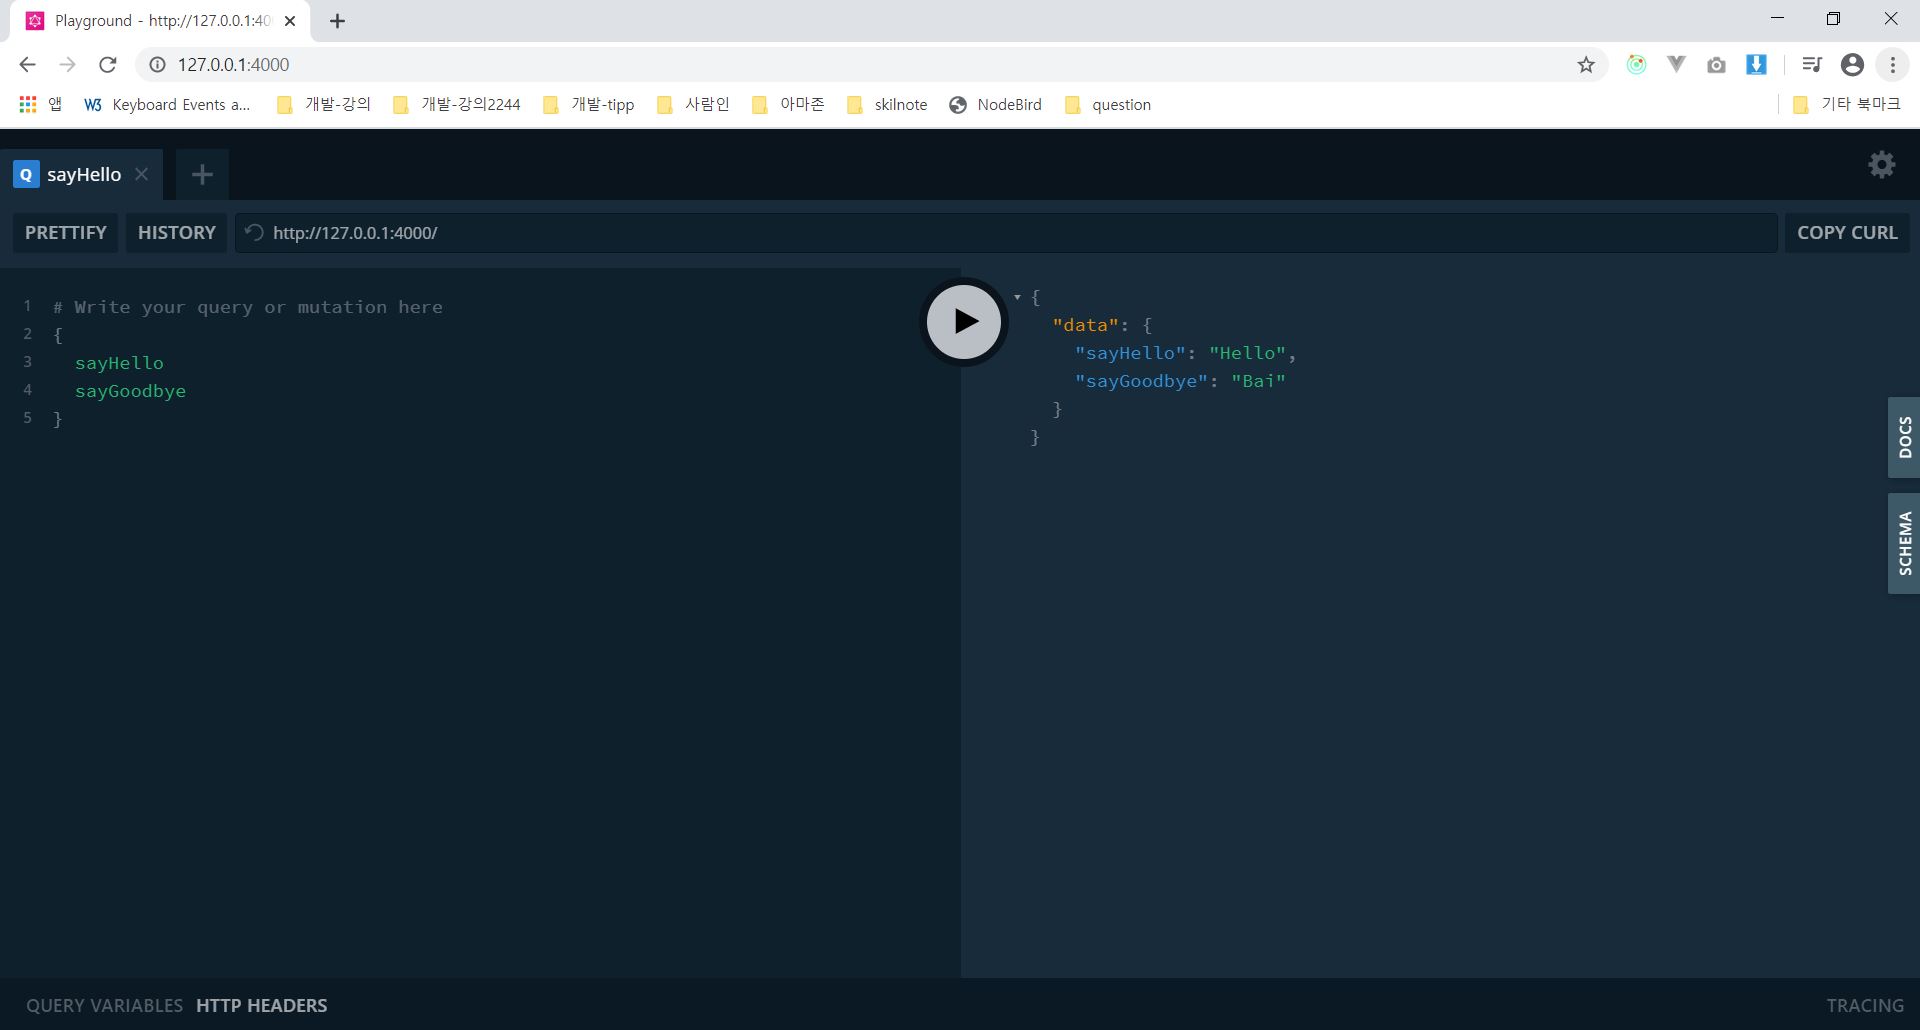 Playground - http://127.0.0.1:40
127.0.0.1:4000
앱 W3 Keyboard Events a... 개발-강의 개발-강의2244 개발-tipp 사람인 아마존 skilnote NodeBird question 기타 북마크
Q sayHello
PRETTIFY HISTORY http://127.0.0.1:4000/ COPY CURL
1 # Write your query or mutation here
2 {
3 sayHello
4 sayGoodbye
5 }
{
"data": {
"sayHello": "Hello",
"sayGoodbye": "Bai"
}
}
DOCS
SCHEMA
QUERY VARIABLES HTTP HEADERS TRACING